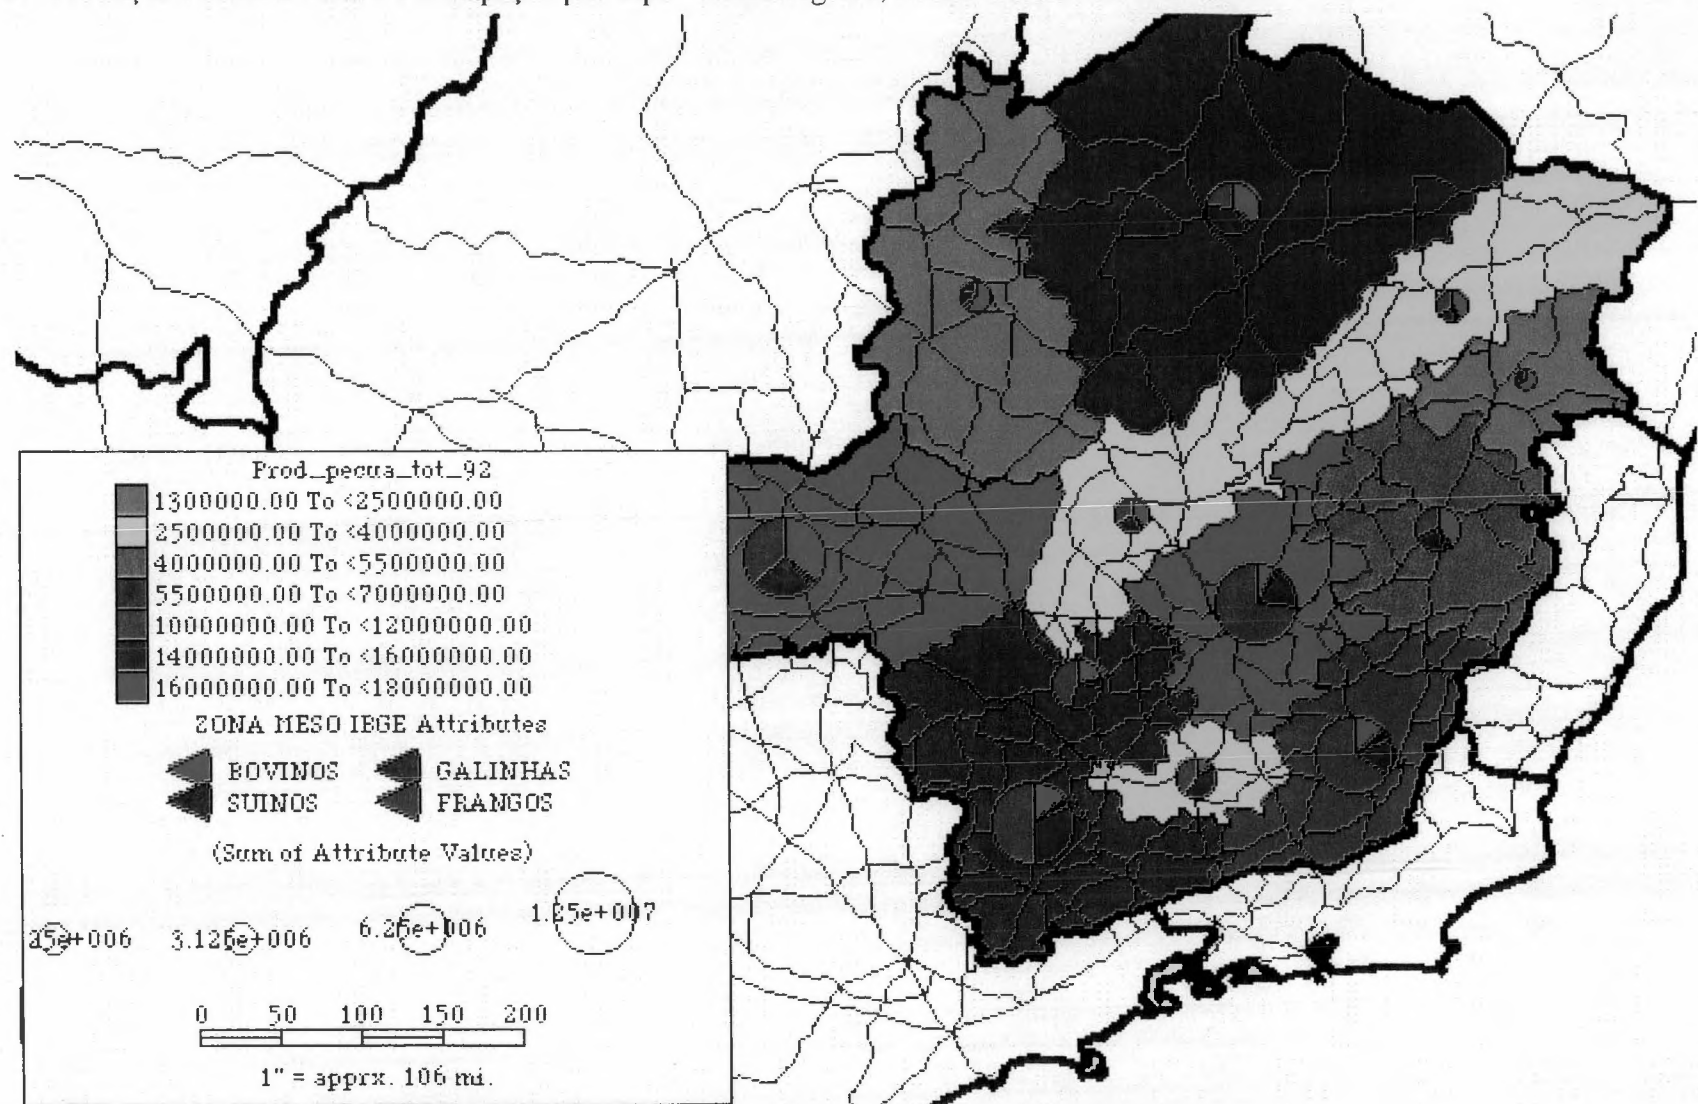 Prod_pecua_tot_92
1300000.00 To <2500000.00
2500000.00 To <4000000.00
4000000.00 To <5500000.00
5500000.00 To <7000000.00
10000000.00 To <12000000.00
14000000.00 To <16000000.00
16000000.00 To <18000000.00
ZONA MESO IBGE Attributes
BOVINOS GALINHAS
SUINOS FRANGOS
(Sum of Attribute Values)
25e+006 3.125e+006 6.25e+006 1.25e+007
0 50 100 150 200
1" = apprx. 106 mi.